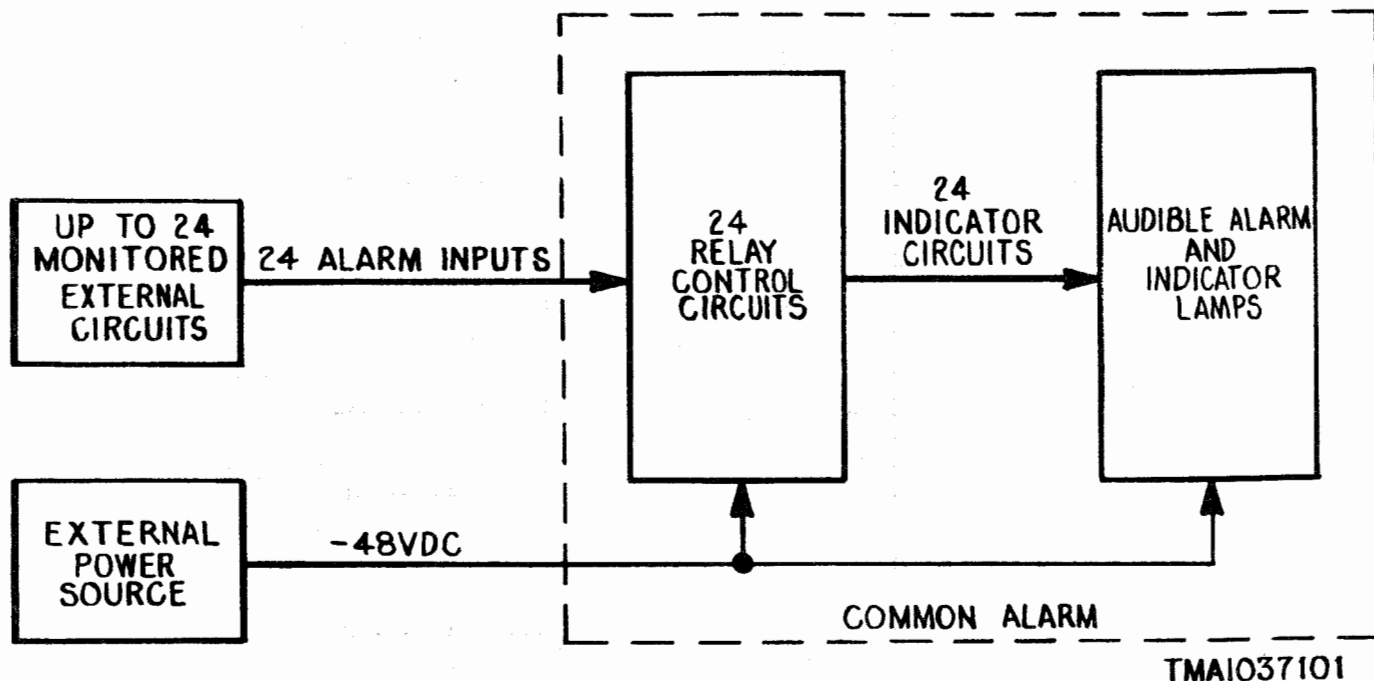 UP TO 24
MONITORED
EXTERNAL
CIRCUITS
24 ALARM INPUTS
24
RELAY
CONTROL
CIRCUITS
24
INDICATOR
CIRCUITS
AUDIBLE ALARM
AND
INDICATOR
LAMPS
EXTERNAL
POWER
SOURCE
-48VDC
COMMON ALARM
TMA1037101